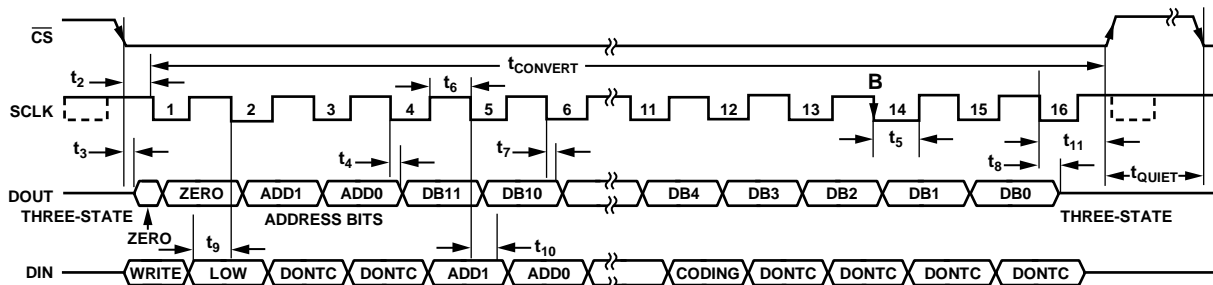 CS
t2
tCONVERT
t6
B
SCLK
1 2 3 4 5 6 11 12 13 14 15 16
t3
t4
t7
t5
t8
t11
tQUIET
DOUT
ZERO ADD1 ADD0 DB11 DB10 DB4 DB3 DB2 DB1 DB0
THREE-STATE
ADDRESS BITS
THREE-STATE
ZERO
t9
t10
DIN
WRITE LOW DONTC DONTC ADD1 ADD0 CODING DONTC DONTC DONTC DONTC